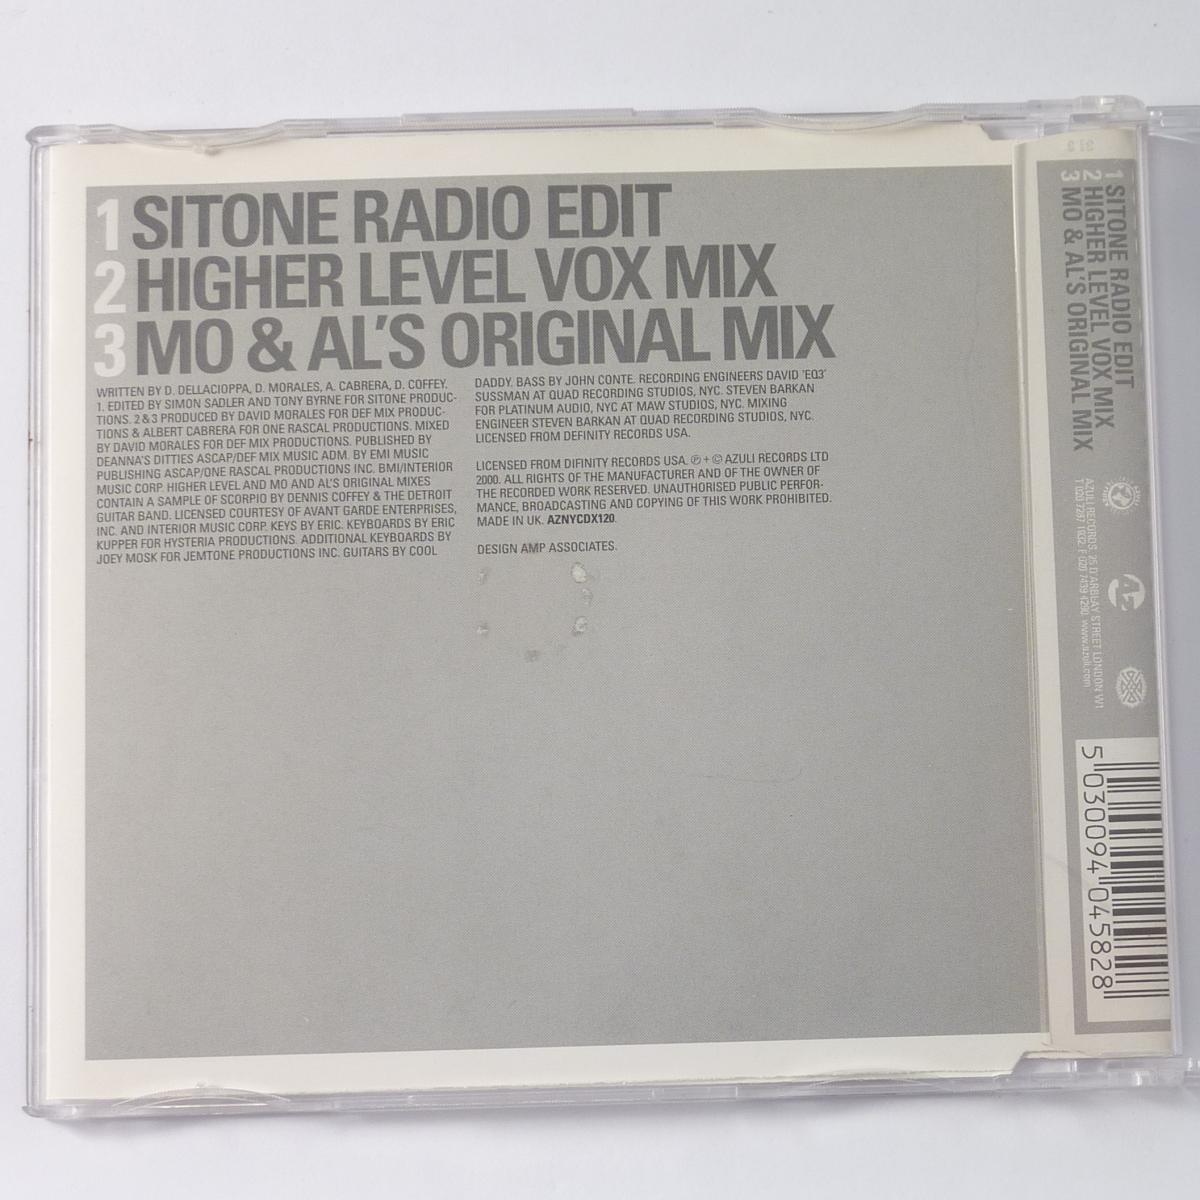 1 SITONE RADIO EDIT
2 HIGHER LEVEL VOX MIX
3 MO & AL'S ORIGINAL MIX
WRITTEN BY D. DELLACIOPPA, D. MORALES, A. CABRERA, D. COFFEY.
1. EDITED BY SIMON SADLER AND TONY BYRNE FOR SITONE PRODUC-
TIONS. 2 & 3 PRODUCED BY DAVID MORALES FOR DEF MIX PRODUC-
TIONS & ALBERT CABRERA FOR ONE RASCAL PRODUCTIONS. MIXED
BY DAVID MORALES FOR DEF MIX PRODUCTIONS. PUBLISHED BY
DEANNA'S DITTIES ASCAP/DEF MIX MUSIC ADM. BY EMI MUSIC
PUBLISHING ASCAP/ONE RASCAL PRODUCTIONS INC. BMI/INTERIOR
MUSIC CORP. HIGHER LEVEL AND MO AND AL'S ORIGINAL MIXES
CONTAIN A SAMPLE OF SCORPIO BY DENNIS COFFEY & THE DETROIT
GUITAR BAND. LICENSED COURTESY OF AVANT GARDE ENTERPRISES,
INC. AND INTERIOR MUSIC CORP. KEYS BY ERIC. KEYBOARDS BY ERIC
KUPPER FOR HYSTERIA PRODUCTIONS. ADDITIONAL KEYBOARDS BY
JOEY MOSK FOR JEMTONE PRODUCTIONS INC. GUITARS BY COOL
DADDY. BASS BY JOHN CONTE. RECORDING ENGINEERS DAVID 'EQ3'
SUSSMAN AT QUAD RECORDING STUDIOS, NYC. STEVEN BARKAN
FOR PLATINUM AUDIO, NYC AT MAW STUDIOS, NYC. MIXING
ENGINEER STEVEN BARKAN AT QUAD RECORDING STUDIOS, NYC.
LICENSED FROM DEFINITY RECORDS USA.
LICENSED FROM DIFINITY RECORDS USA. ℗ + © AZULI RECORDS LTD
2000. ALL RIGHTS OF THE MANUFACTURER AND OF THE OWNER OF
THE RECORDED WORK RESERVED. UNAUTHORISED PUBLIC PERFOR-
MANCE, BROADCASTING AND COPYING OF THIS WORK PROHIBITED.
MADE IN UK. AZNYCDX120.
DESIGN AMP ASSOCIATES.
1 SITONE RADIO EDIT
2 HIGHER LEVEL VOX MIX
3 MO & AL'S ORIGINAL MIX
AZULI RECORDS. 25 D'ARBLAY STREET LONDON W1
T 020 7287 1932. F 020 7439 4290. www.azuli.com
AZ
5 030094 045828